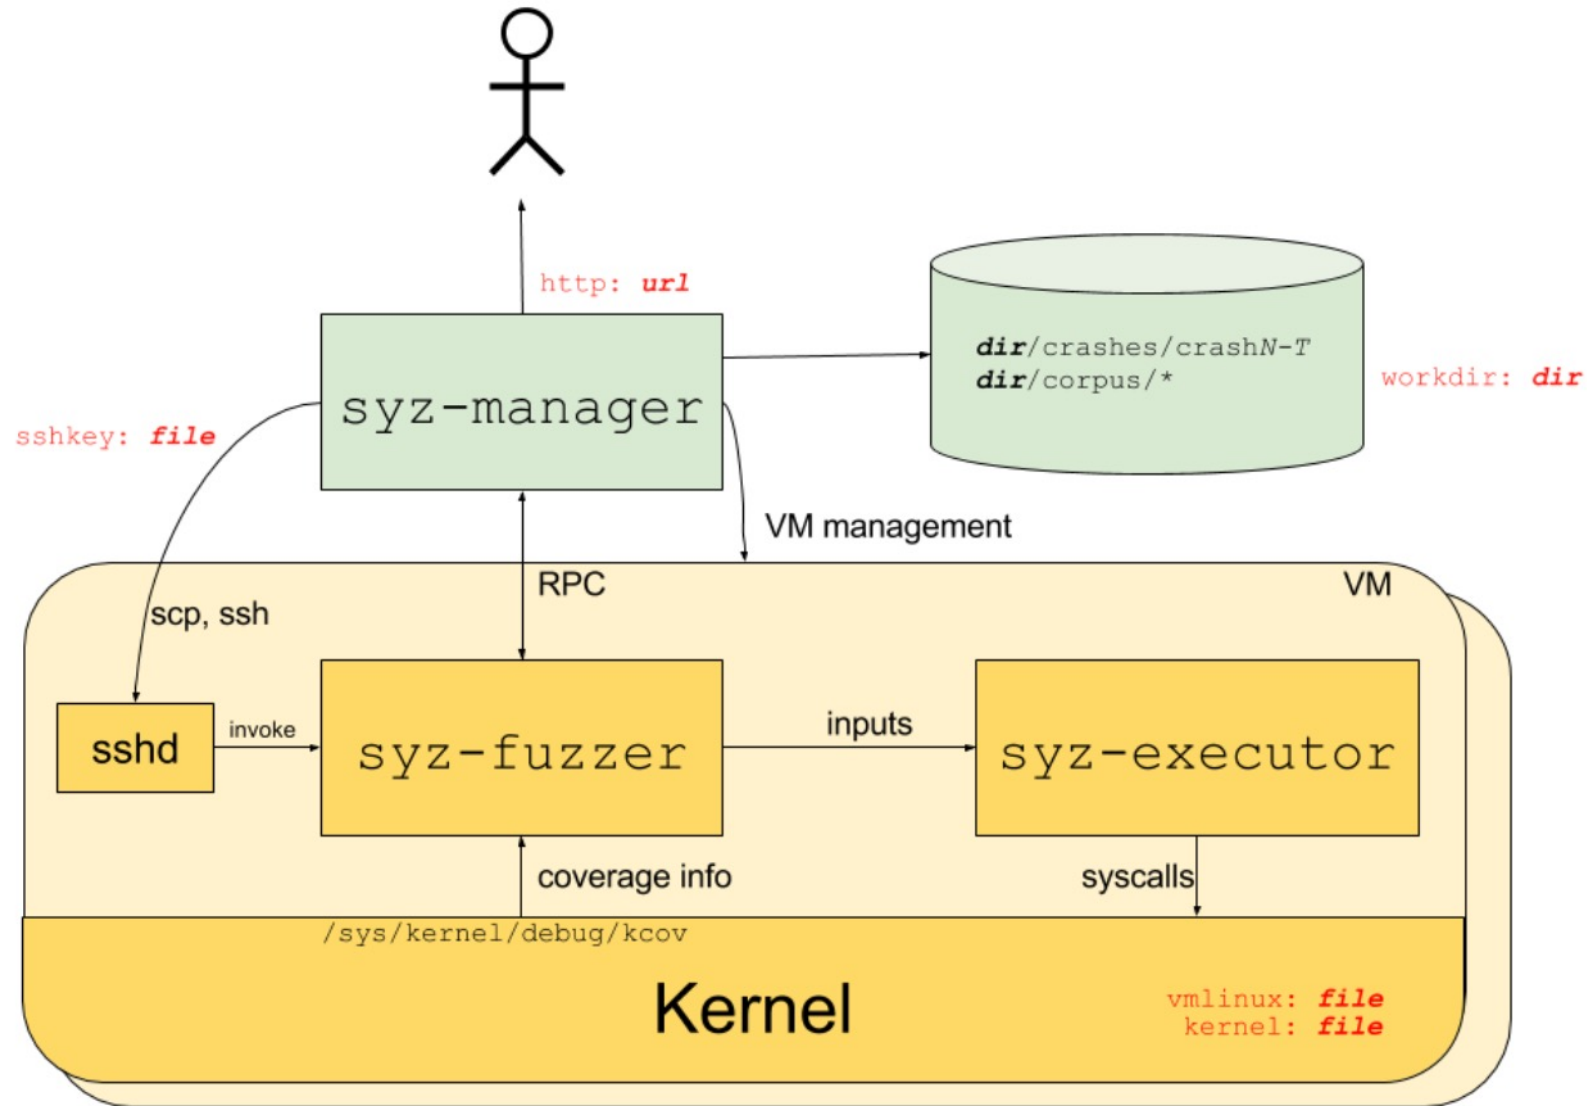 http: url
dir/crashes/crashN-T
dir/corpus/*
workdir: dir
syz-manager
sshkey: file
VM management
RPC
VM
scp, ssh
sshd
invoke
syz-fuzzer
inputs
syz-executor
coverage info
syscalls
/sys/kernel/debug/kcov
Kernel
vmlinux: file
kernel: file